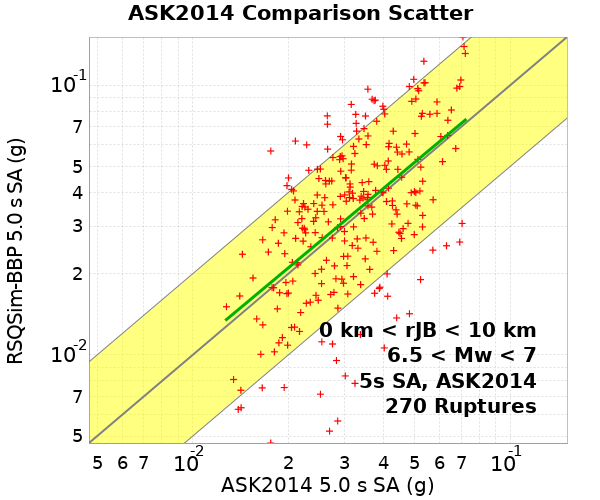 ASK2014 Comparison Scatter
RSQSim-BBP 5.0 s SA (g)
10-1
7
5
4
3
2
10-2
7
5
0 km < rJB < 10 km
6.5 < Mw < 7
5s SA, ASK2014
270 Ruptures
5 6 7 10-2 2 3 4 5 6 7 10-1
ASK2014 5.0 s SA (g)